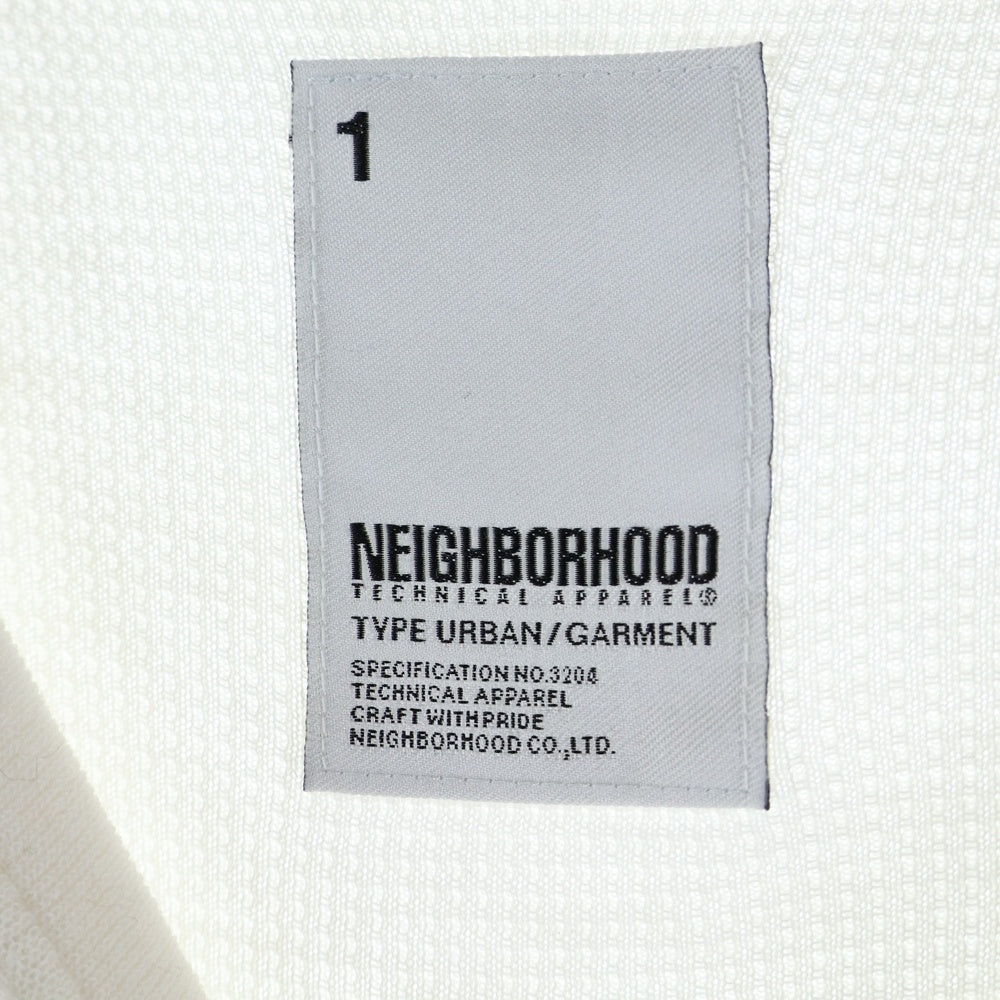 1
NEIGHBORHOOD
TECHNICAL APPAREL®
TYPE URBAN/GARMENT
SPECIFICATION NO.3204
TECHNICAL APPAREL
CRAFT WITH PRIDE
NEIGHBORHOOD CO.,LTD.